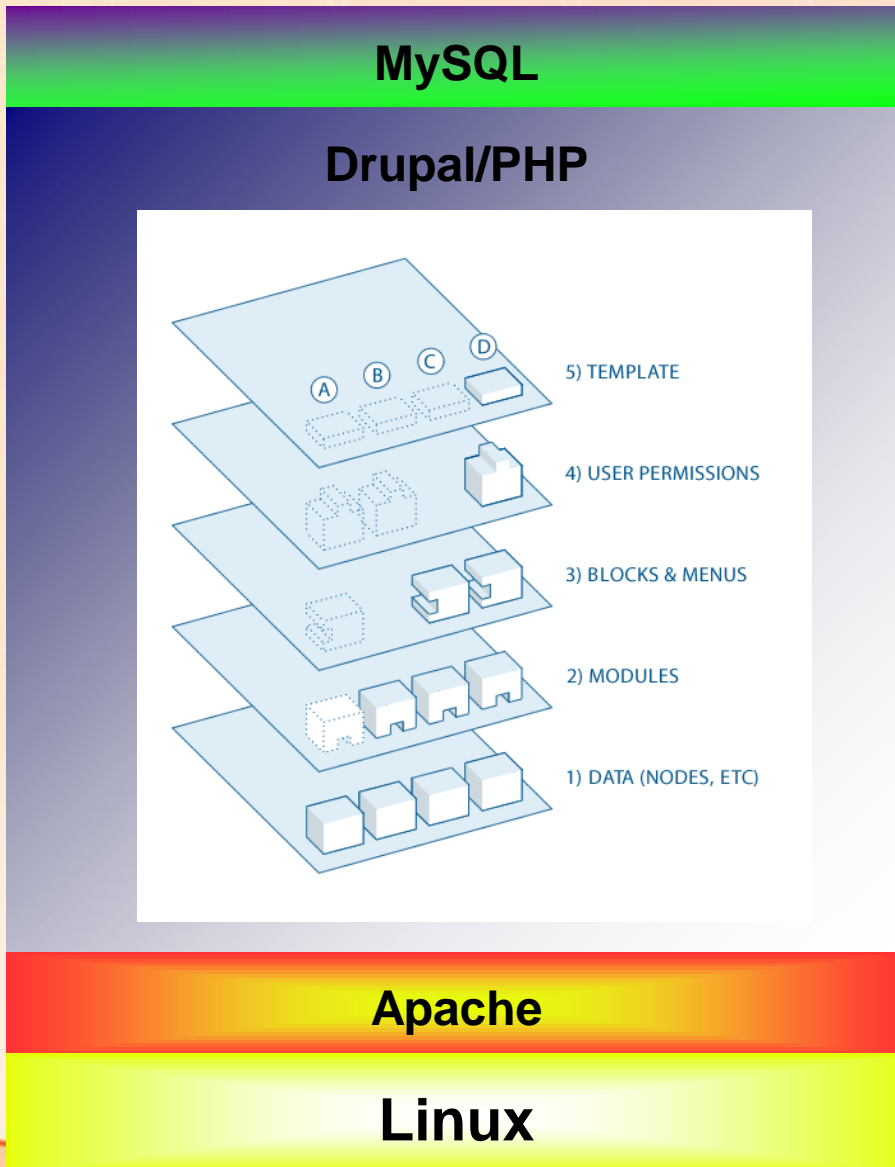 MySQL
Drupal/PHP
A
B
C
D
5) TEMPLATE
4) USER PERMISSIONS
3) BLOCKS & MENUS
2) MODULES
1) DATA (NODES, ETC)
Apache
Linux